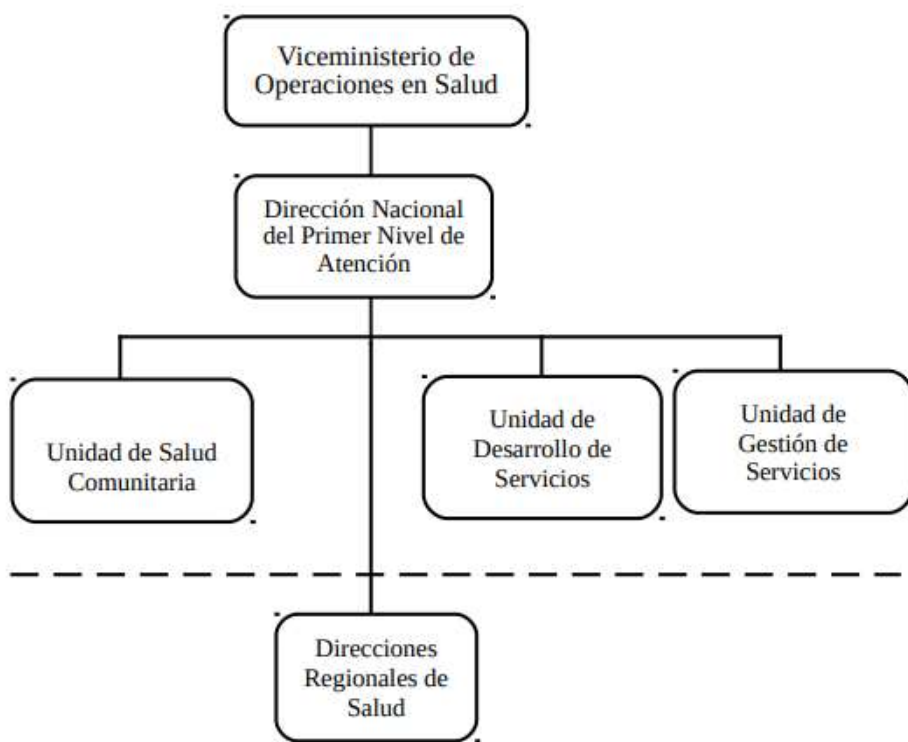 Viceministerio de
Operaciones en Salud
Dirección Nacional
del Primer Nivel de
Atención
Unidad de Salud
Comunitaria
Unidad de
Desarrollo de
Servicios
Unidad de
Gestión de
Servicios
Direcciones
Regionales de
Salud